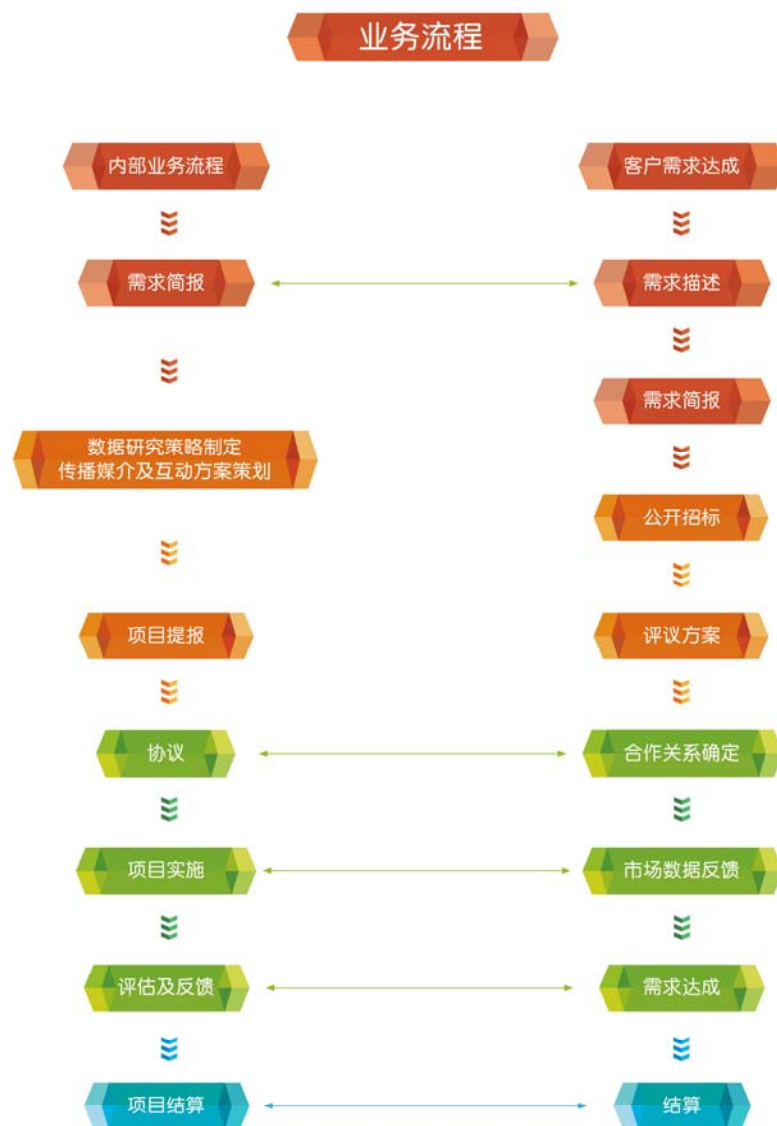 业务流程
内部业务流程
客户需求达成
需求简报
需求描述
需求简报
数据研究策略制定
传播媒介及互动方案策划
公开招标
项目提报
评议方案
协议
合作关系确定
项目实施
市场数据反馈
评估及反馈
需求达成
项目结算
结算